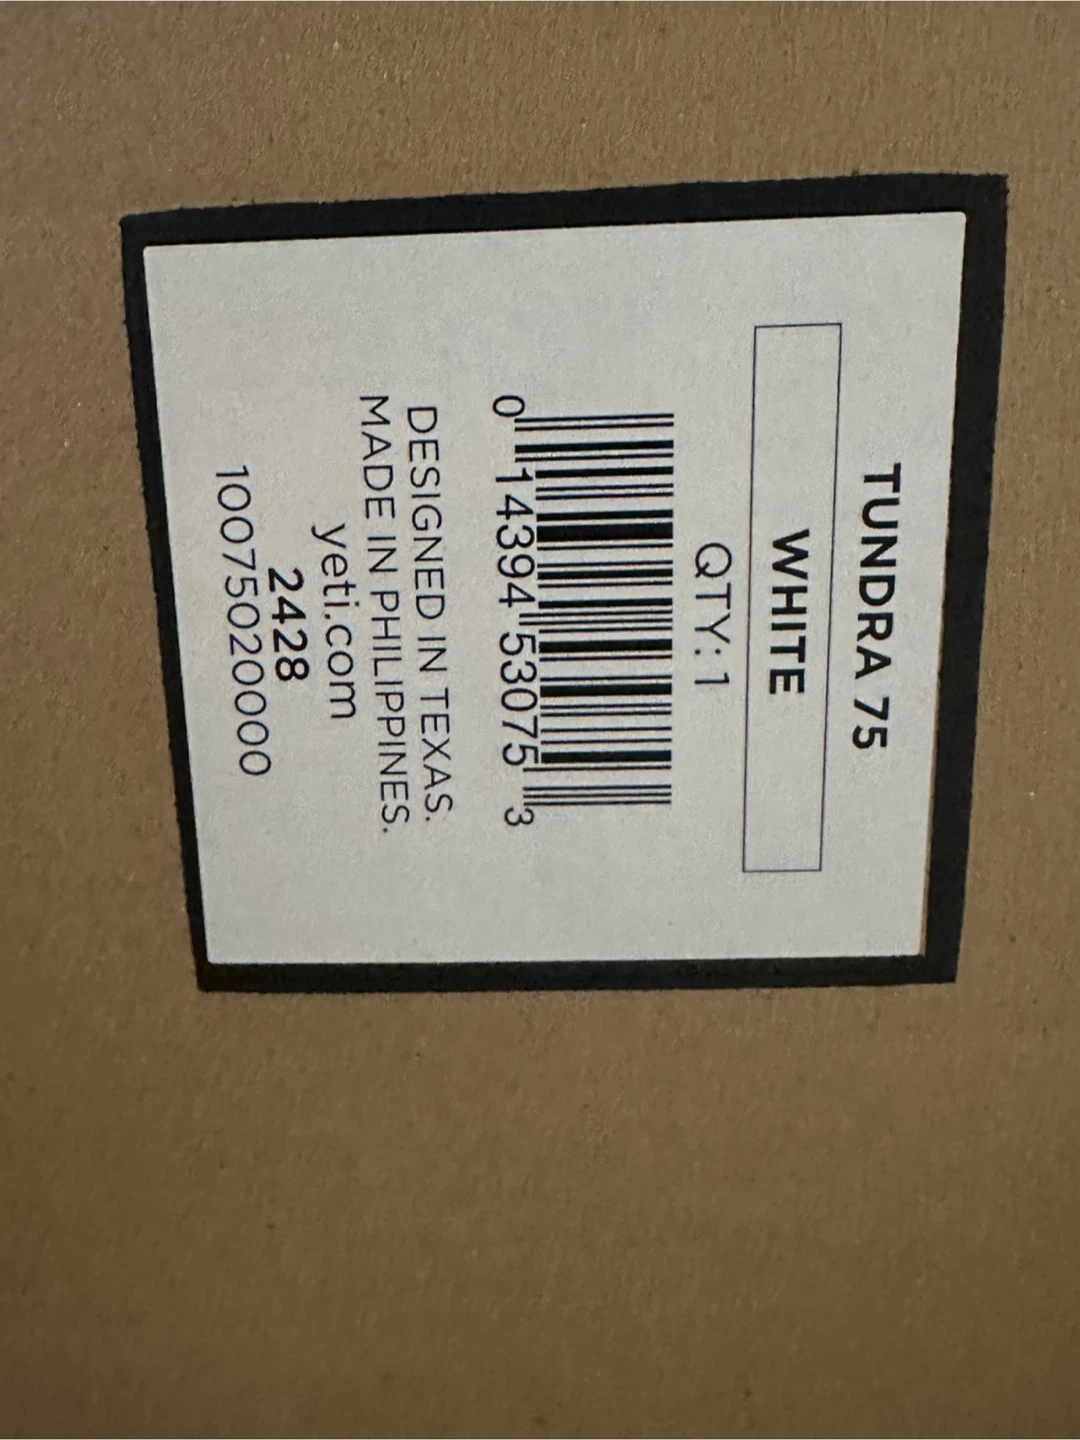 TUNDRA 75
WHITE
QTY: 1
0 14394 53075 3
DESIGNED IN TEXAS.
MADE IN PHILIPPINES.
yeti.com
2428
10075020000